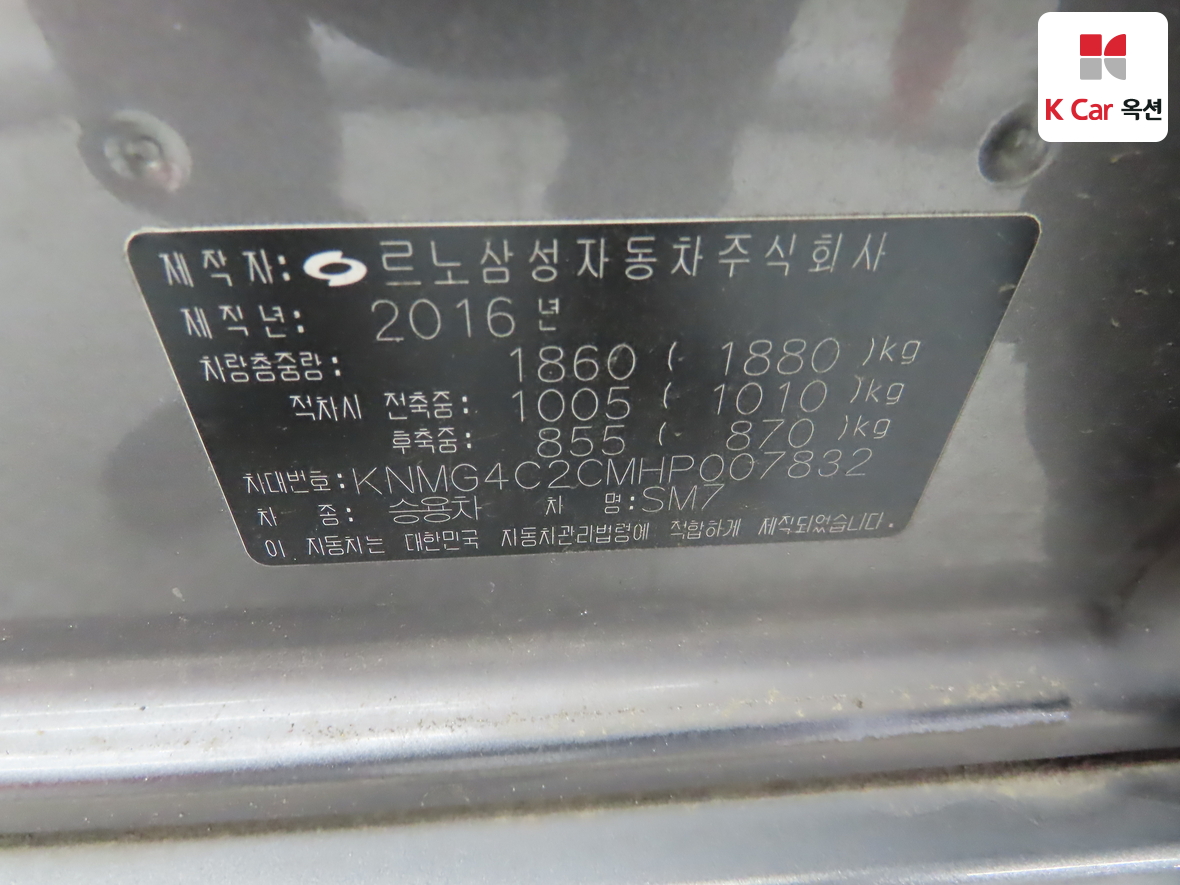 K Car 옥션
제작자: 르노삼성자동차주식회사
제작년: 2016 년
차량총중량: 1860 ( 1880 )kg
적차시 전축중: 1005 ( 1010 )kg
후축중: 855 ( 870 )kg
차대번호: KNMG4C2CMHP007832
차 종: 승용차 차 명: SM7
이 자동차는 대한민국 자동차관리법령에 적합하게 제작되었습니다.